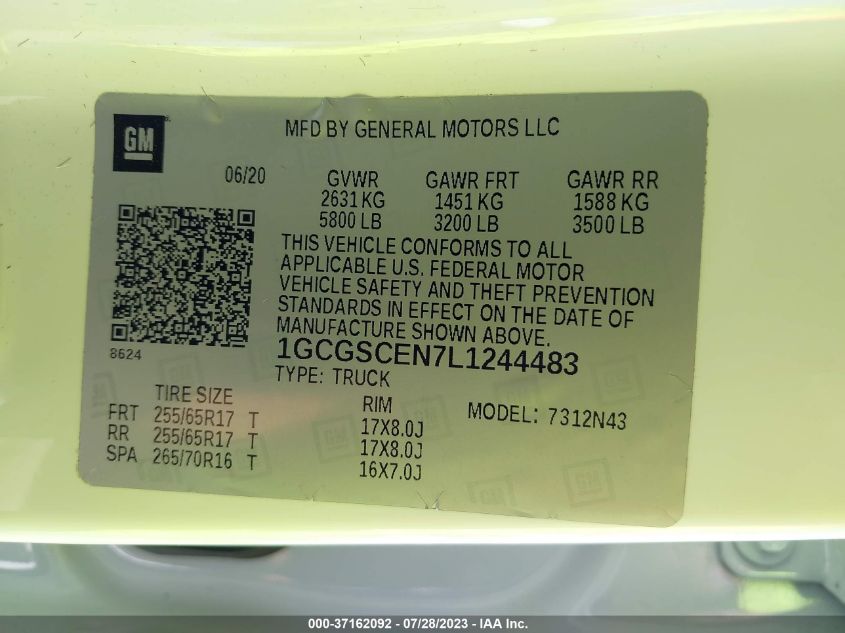 GM
MFD BY GENERAL MOTORS LLC
06/20 GVWR GAWR FRT GAWR RR
2631 KG 1451 KG 1588 KG
5800 LB 3200 LB 3500 LB
THIS VEHICLE CONFORMS TO ALL
APPLICABLE U.S. FEDERAL MOTOR
VEHICLE SAFETY AND THEFT PREVENTION
STANDARDS IN EFFECT ON THE DATE OF
MANUFACTURE SHOWN ABOVE.
8624
1GCGSCEN7L1244483
TYPE: TRUCK
TIRE SIZE RIM MODEL: 7312N43
FRT 255/65R17 T 17X8.0J
RR 255/65R17 T 17X8.0J
SPA 265/70R16 T 16X7.0J
000-37162092 - 07/28/2023 - IAA Inc.